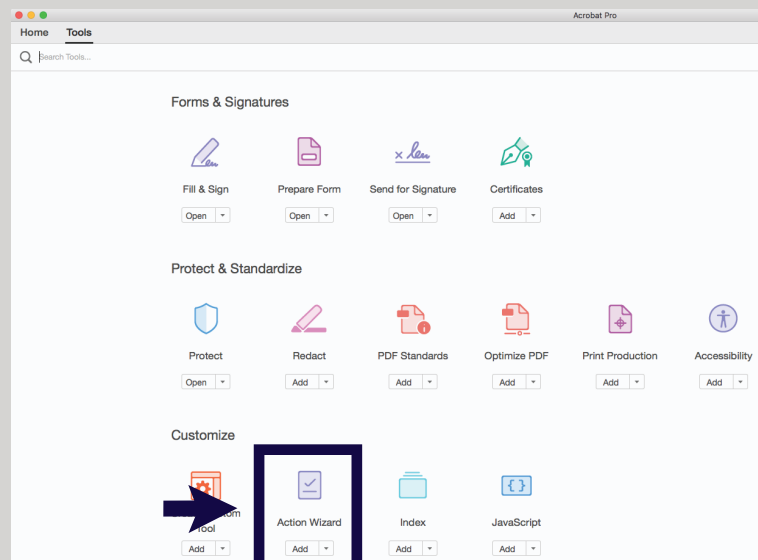 Acrobat Pro
Home Tools
Search Tools...
Forms & Signatures
Fill & Sign Prepare Form Send for Signature Certificates
Open Open Open Add
Protect & Standardize
Protect Redact PDF Standards Optimize PDF Print Production Accessibility
Open Add Add Add Add Add
Customize
Action Wizard Index JavaScript
Tool
Add Add Add Add